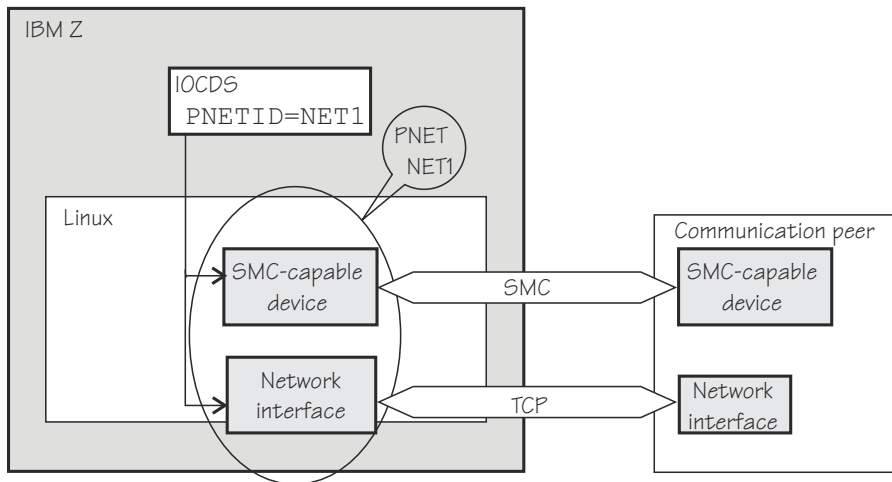 IBM Z
IOCDS
PNETID=NET1
PNET
NET1
Linux
SMC-capable
device
SMC
Communication peer
SMC-capable
device
Network
interface
TCP
Network
interface